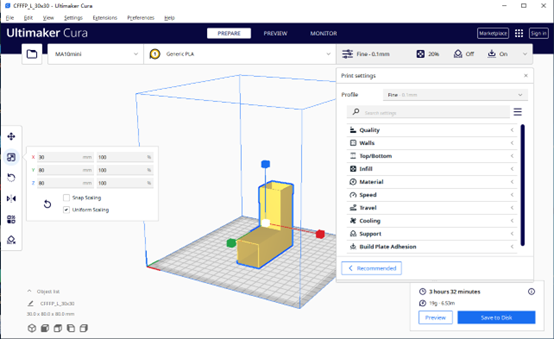 CFFFP_L_30x30 - Ultimaker Cura
File Edit View Settings Extensions Preferences Help
Ultimaker Cura PREPARE PREVIEW MONITOR Marketplace Sign in
MA10mini 1 Generic PLA Fine - 0.1mm 20% Off On
Print settings
Profile Fine - 0.1mm
Search settings
Quality
Walls
Top/Bottom
Infill
Material
Speed
Travel
Cooling
Support
Build Plate Adhesion
Recommended
X 30 mm 100 %
Y 80 mm 100 %
Z 80 mm 100 %
Snap Scaling
Uniform Scaling
Object list
CFFFP_L_30x30
30.0 x 80.0 x 80.0 mm
3 hours 32 minutes
19g · 6.53m
Preview Save to Disk